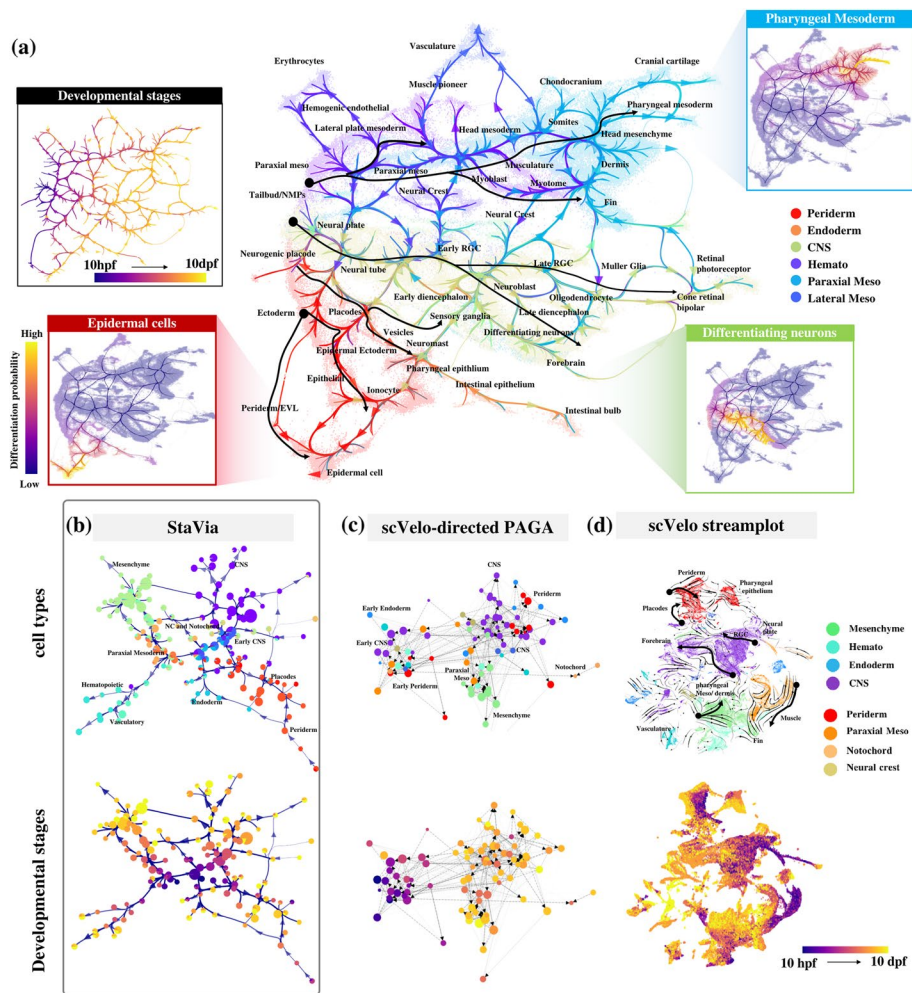 (a)
Developmental stages
10hpf
10dpf
Epidermal cells
High
Differentiation probability
Low
Vasculature
Erythrocytes
Muscle pioneer
Chondocranium
Cranial cartilage
Hemogenic endothelial
Pharyngeal mesoderm
Lateral plate mesoderm
Somites
Head mesoderm
Head mesenchyme
Paraxial meso
Paraxial meso
Musculature
Dermis
Myoblast
Myotome
Tailbud/NMPs
Neural Crest
Fin
Neural plate
Neural Crest
Neurogenic placode
Early RGC
Late RGC
Muller Glia
Retinal
photoreceptor
Neural tube
Neuroblast
Early diencephalon
Oligodendrocyte
Cone retinal
bipolar
Ectoderm
Placodes
Sensory ganglia
Late diencephalon
Vesicles
Differentiating neurons
Epidermal Ectoderm
Neuromast
Pharyngeal epithlium
Forebrain
Epithelial
Ionocyte
Intestinal epithelium
Periderm/EVL
Intestinal bulb
Epidermal cell
Pharyngeal Mesoderm
Periderm
Endoderm
CNS
Hemato
Paraxial Meso
Lateral Meso
Differentiating neurons
(b)
StaVia
(c)
scVelo-directed PAGA
(d)
scVelo streamplot
cell types
Mesenchyme
CNS
NC and Notochord
Early CNS
Paraxial Mesoderm
Hematopoietic
Placodes
Endoderm
Vasculatory
Periderm
CNS
Periderm
Early Endoderm
Early CNS
CNS
Paraxial
Meso
Notochord
Early Periderm
Mesenchyme
Periderm
Pharyngeal
epithelium
Placodes
Neural
plate
Forebrain
RGC
pharyngeal
Meso/ dermis
Muscle
Vasculature
Fin
Mesenchyme
Hemato
Endoderm
CNS
Periderm
Paraxial Meso
Notochord
Neural crest
Developmental stages
10 hpf
10 dpf